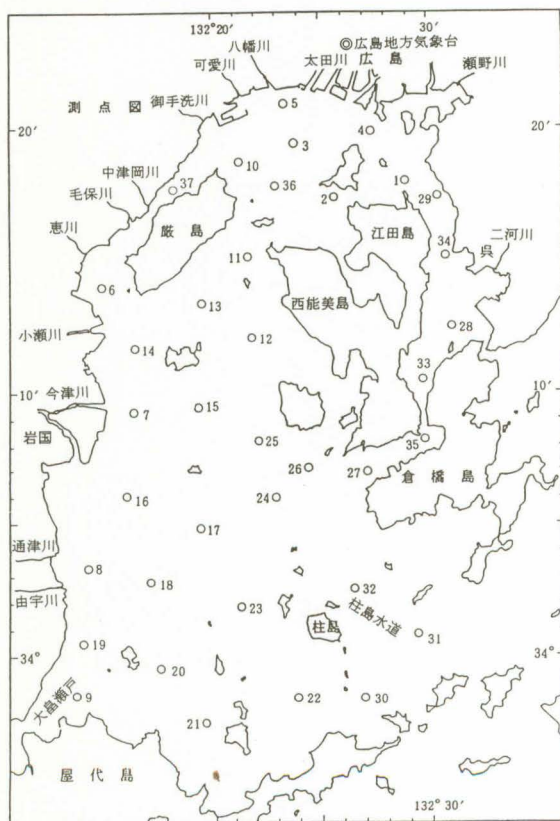 132°20′
30′
八幡川
◎広島地方気象台
可愛川
太田川
広島
瀬野川
御手洗川
測点図
5
20′
20′
4
3
中津岡川
10
37
36
1
毛保川
2
29
恵川
厳島
江田島
二河川
34
呉
11
6
西能美島
13
28
小瀬川
12
14
33
10′
10′
今津川
15
7
岩国
35
25
26
27
倉橋島
16
24
17
通津川
8
18
32
由宇川
23
柱島水道
柱島
31
19
34°
34°
20
大畠瀬戸
9
22
30
21
屋代島
132°30′